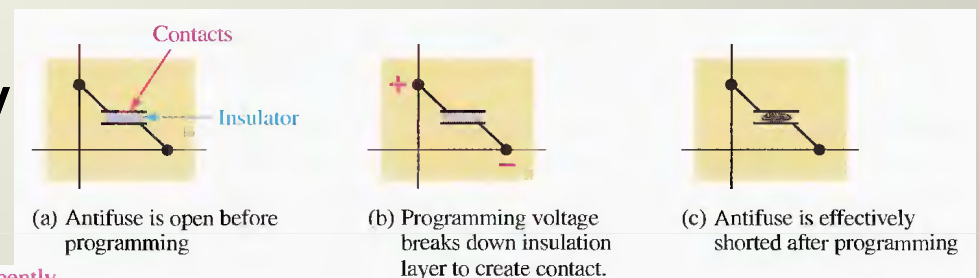 Contacts
y
Insulator
+
−
(a) Antifuse is open before
programming
(b) Programming voltage
breaks down insulation
layer to create contact.
(c) Antifuse is effectively
shorted after programming